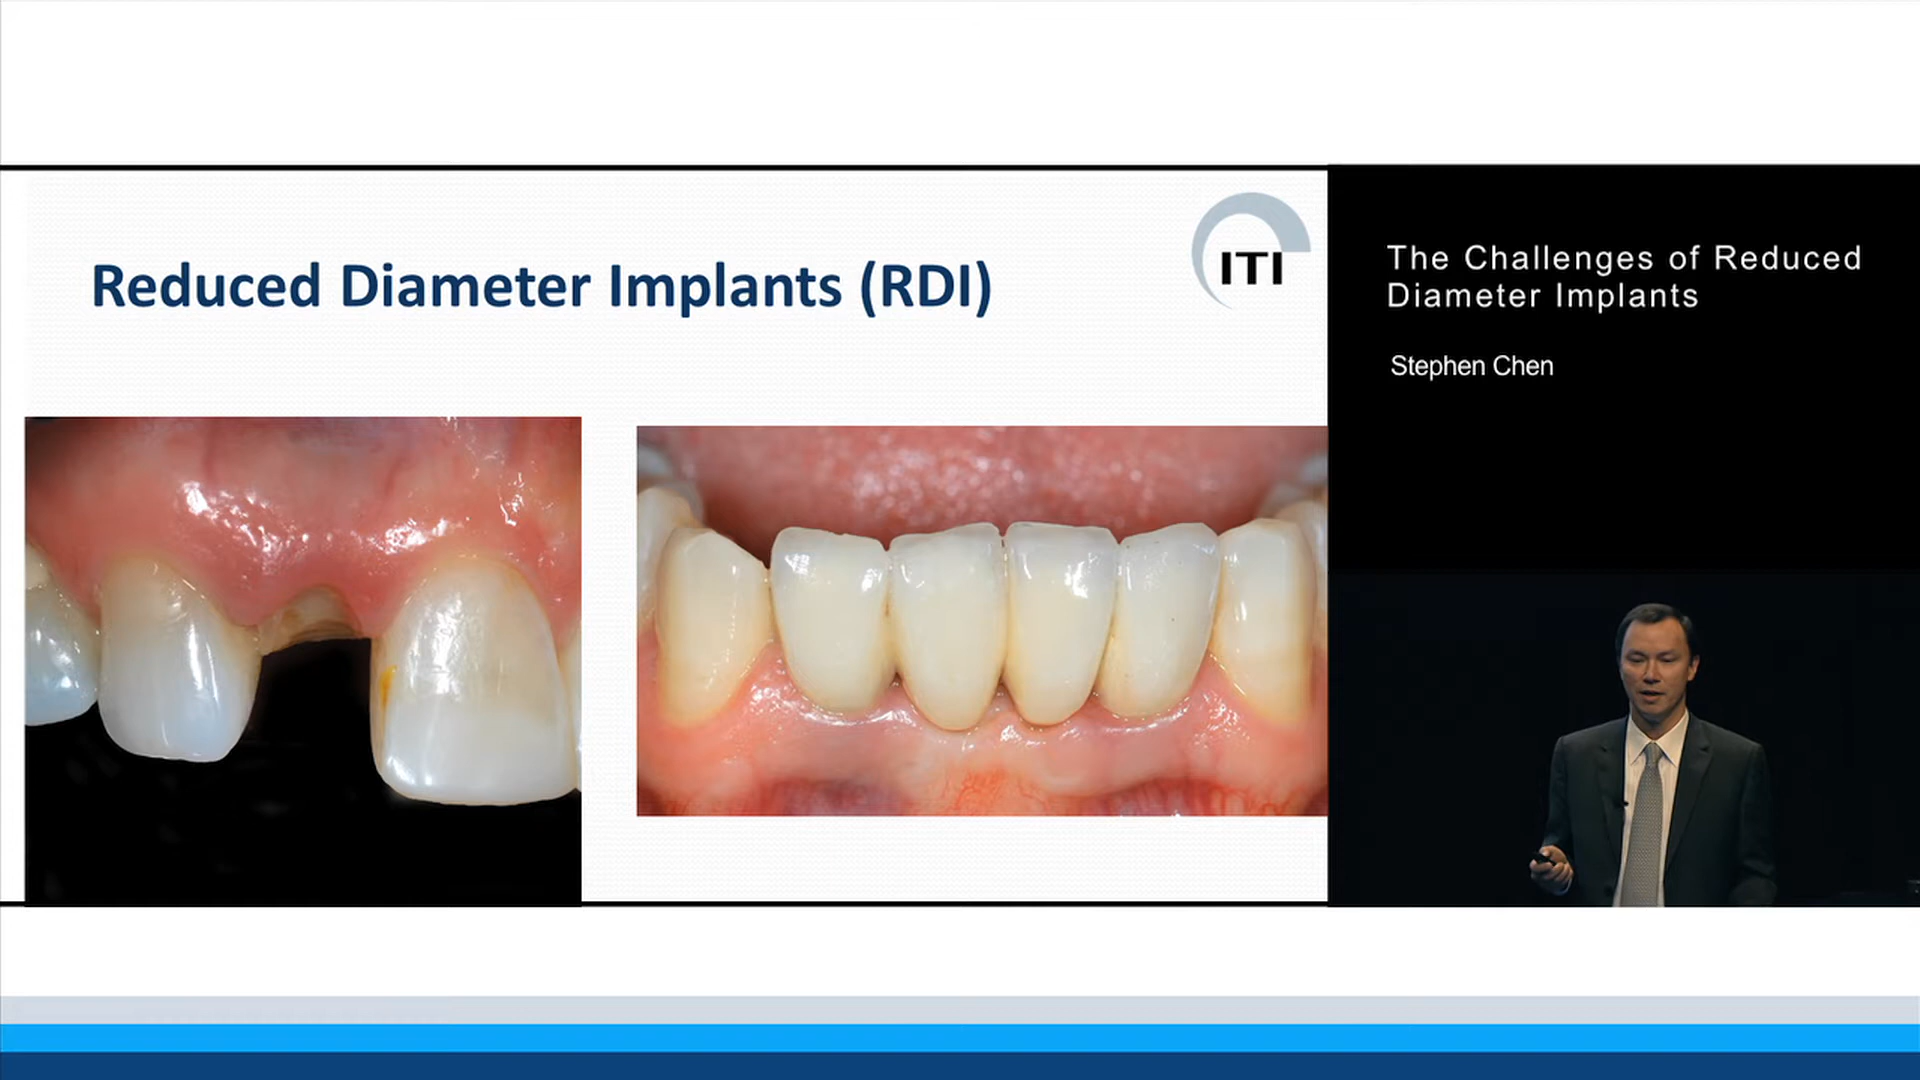 Reduced Diameter Implants (RDI)
ITI
The Challenges of Reduced
Diameter Implants
Stephen Chen